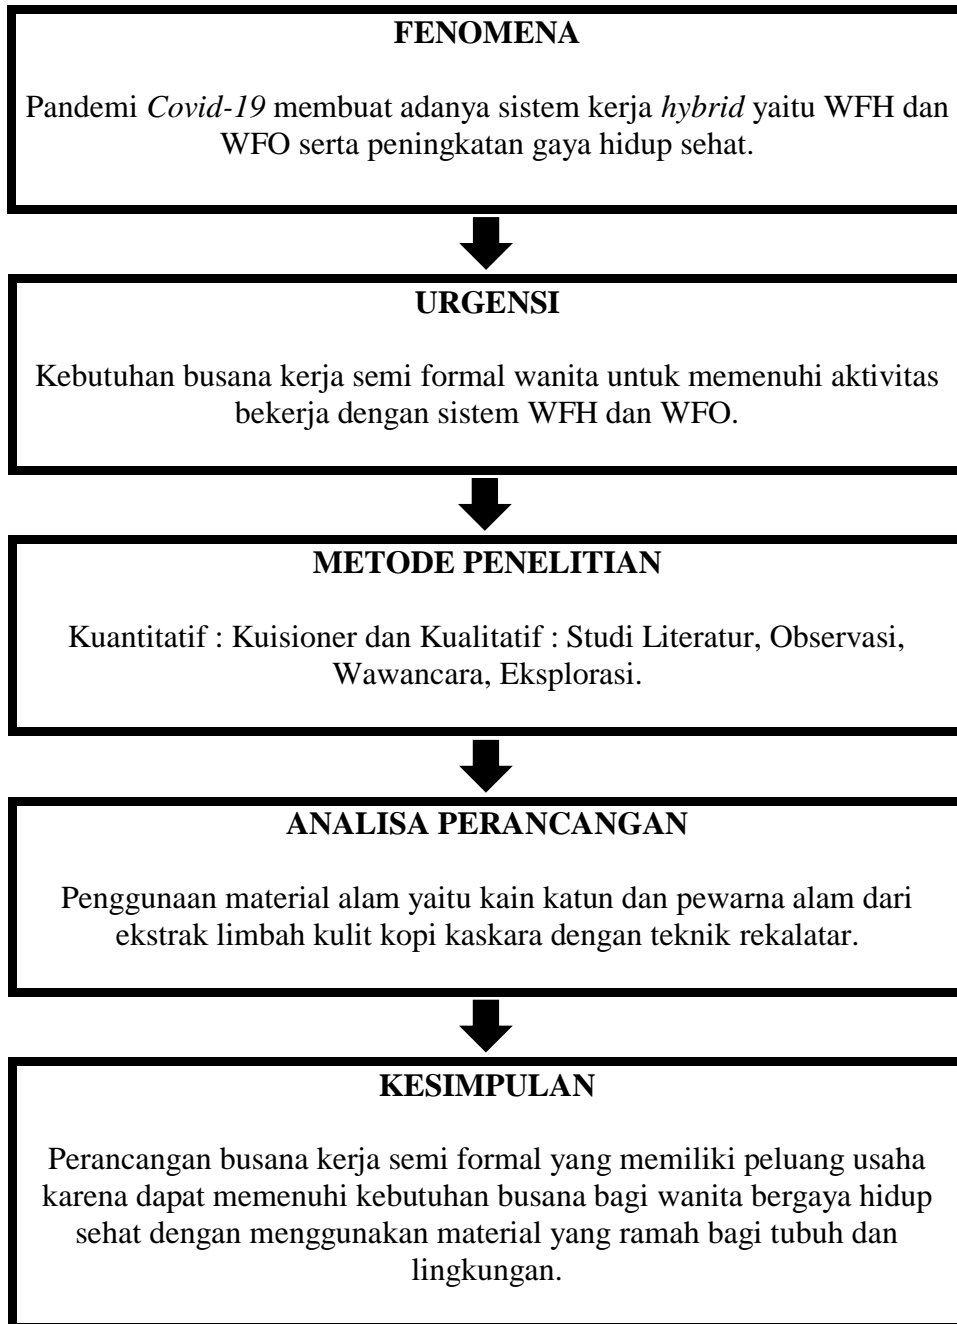 FENOMENA
Pandemi Covid-19 membuat adanya sistem kerja hybrid yaitu WFH dan
WFO serta peningkatan gaya hidup sehat.
URGENSI
Kebutuhan busana kerja semi formal wanita untuk memenuhi aktivitas
bekerja dengan sistem WFH dan WFO.
METODE PENELITIAN
Kuantitatif : Kuisioner dan Kualitatif : Studi Literatur, Observasi,
Wawancara, Eksplorasi.
ANALISA PERANCANGAN
Penggunaan material alam yaitu kain katun dan pewarna alam dari
ekstrak limbah kulit kopi kaskara dengan teknik rekalatar.
KESIMPULAN
Perancangan busana kerja semi formal yang memiliki peluang usaha
karena dapat memenuhi kebutuhan busana bagi wanita bergaya hidup
sehat dengan menggunakan material yang ramah bagi tubuh dan
lingkungan.